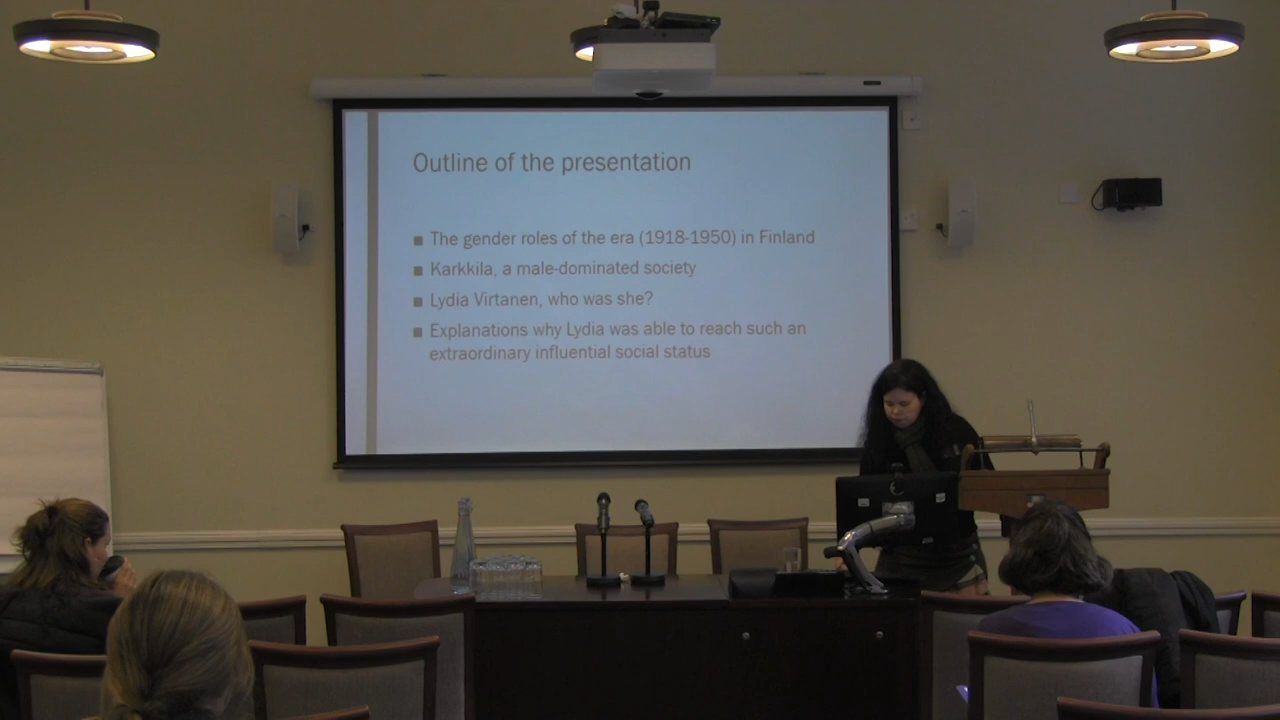 Outline of the presentation
■ The gender roles of the era (1918-1950) in Finland
■ Karkkila, a male-dominated society
■ Lydia Virtanen, who was she?
■ Explanations why Lydia was able to reach such an
extraordinary influential social status